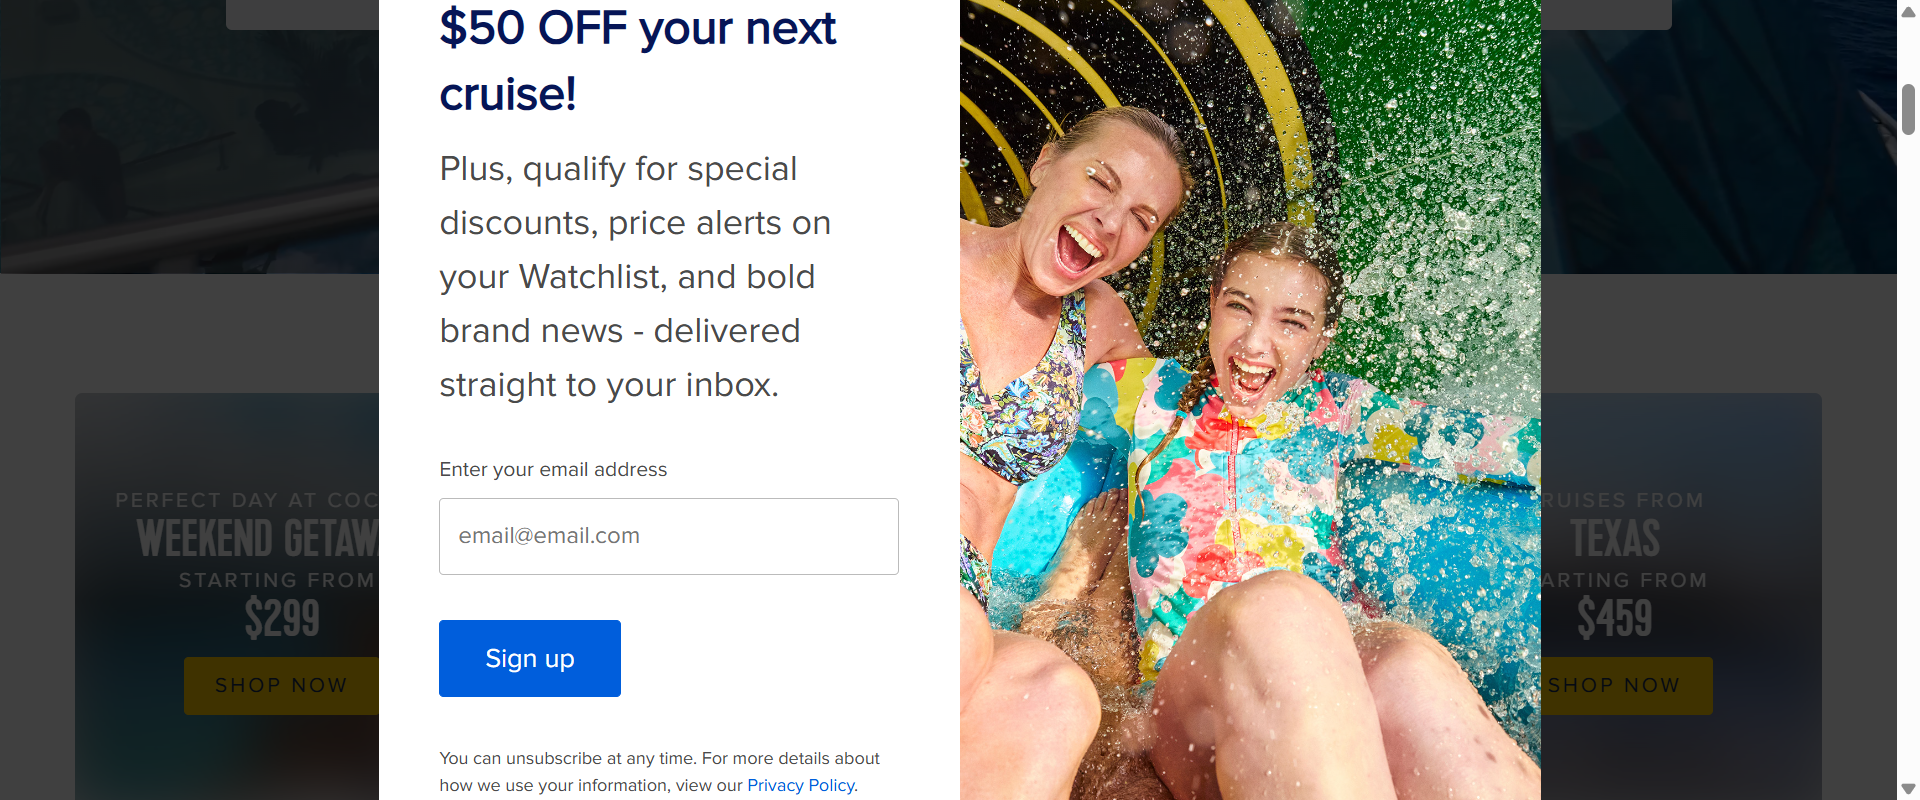 $50 OFF your next
cruise!
Plus, qualify for special
discounts, price alerts on
your Watchlist, and bold
brand news - delivered
straight to your inbox.
Enter your email address
email@email.com
Sign up
You can unsubscribe at any time. For more details about
how we use your information, view our Privacy Policy.
PERFECT DAY AT COC
WEEKEND GETAW
STARTING FROM
$299
SHOP NOW
RUISES FROM
TEXAS
ARTING FROM
$459
SHOP NOW